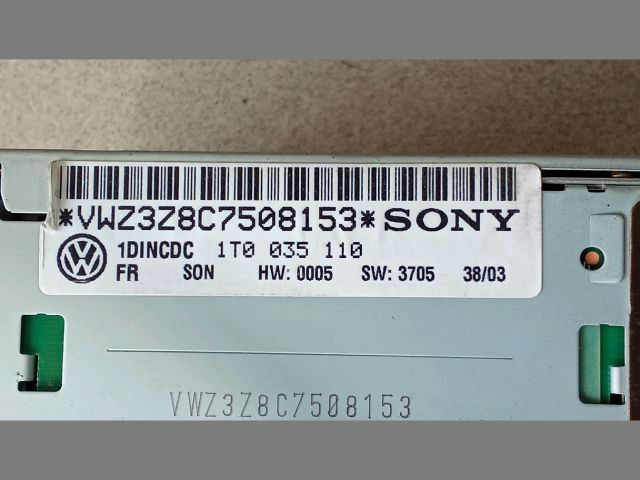 *VWZ3Z8C7508153* SONY
1DINCDC 1T0 035 110
FR SON HW: 0005 SW: 3705 38/03
VWZ3Z8C7508153